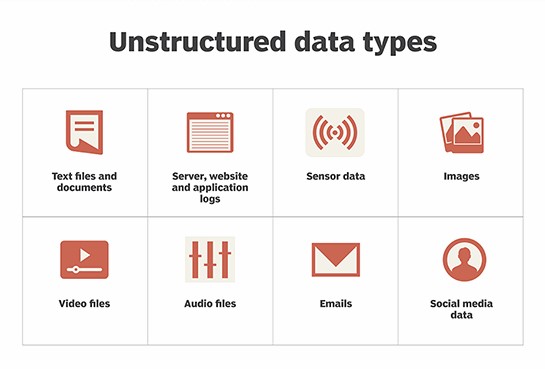 Unstructured data types
Text files and
documents
Server, website
and application
logs
Sensor data
Images
Video files
Audio files
Emails
Social media
data